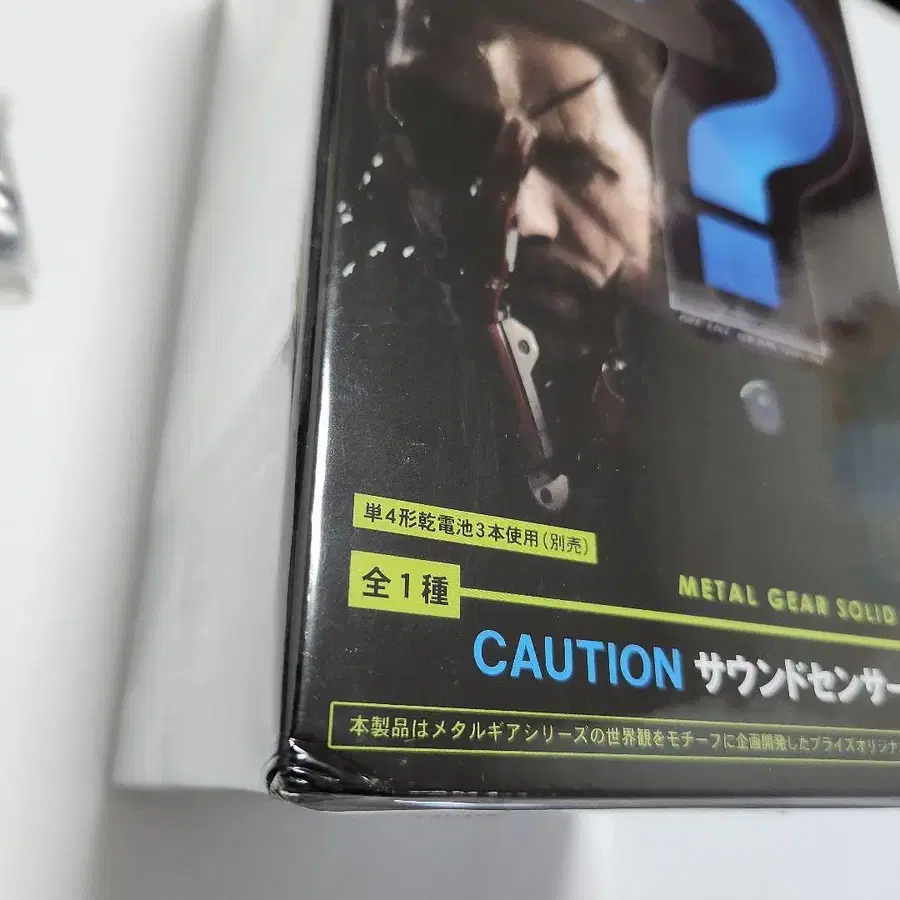 ?
単4形乾電池3本使用(別売)
全1種
METAL GEAR SOLID
CAUTION サウンドセンサー
本製品はメタルギアシリーズの世界観をモチーフに企画開発したプライズオリジナ